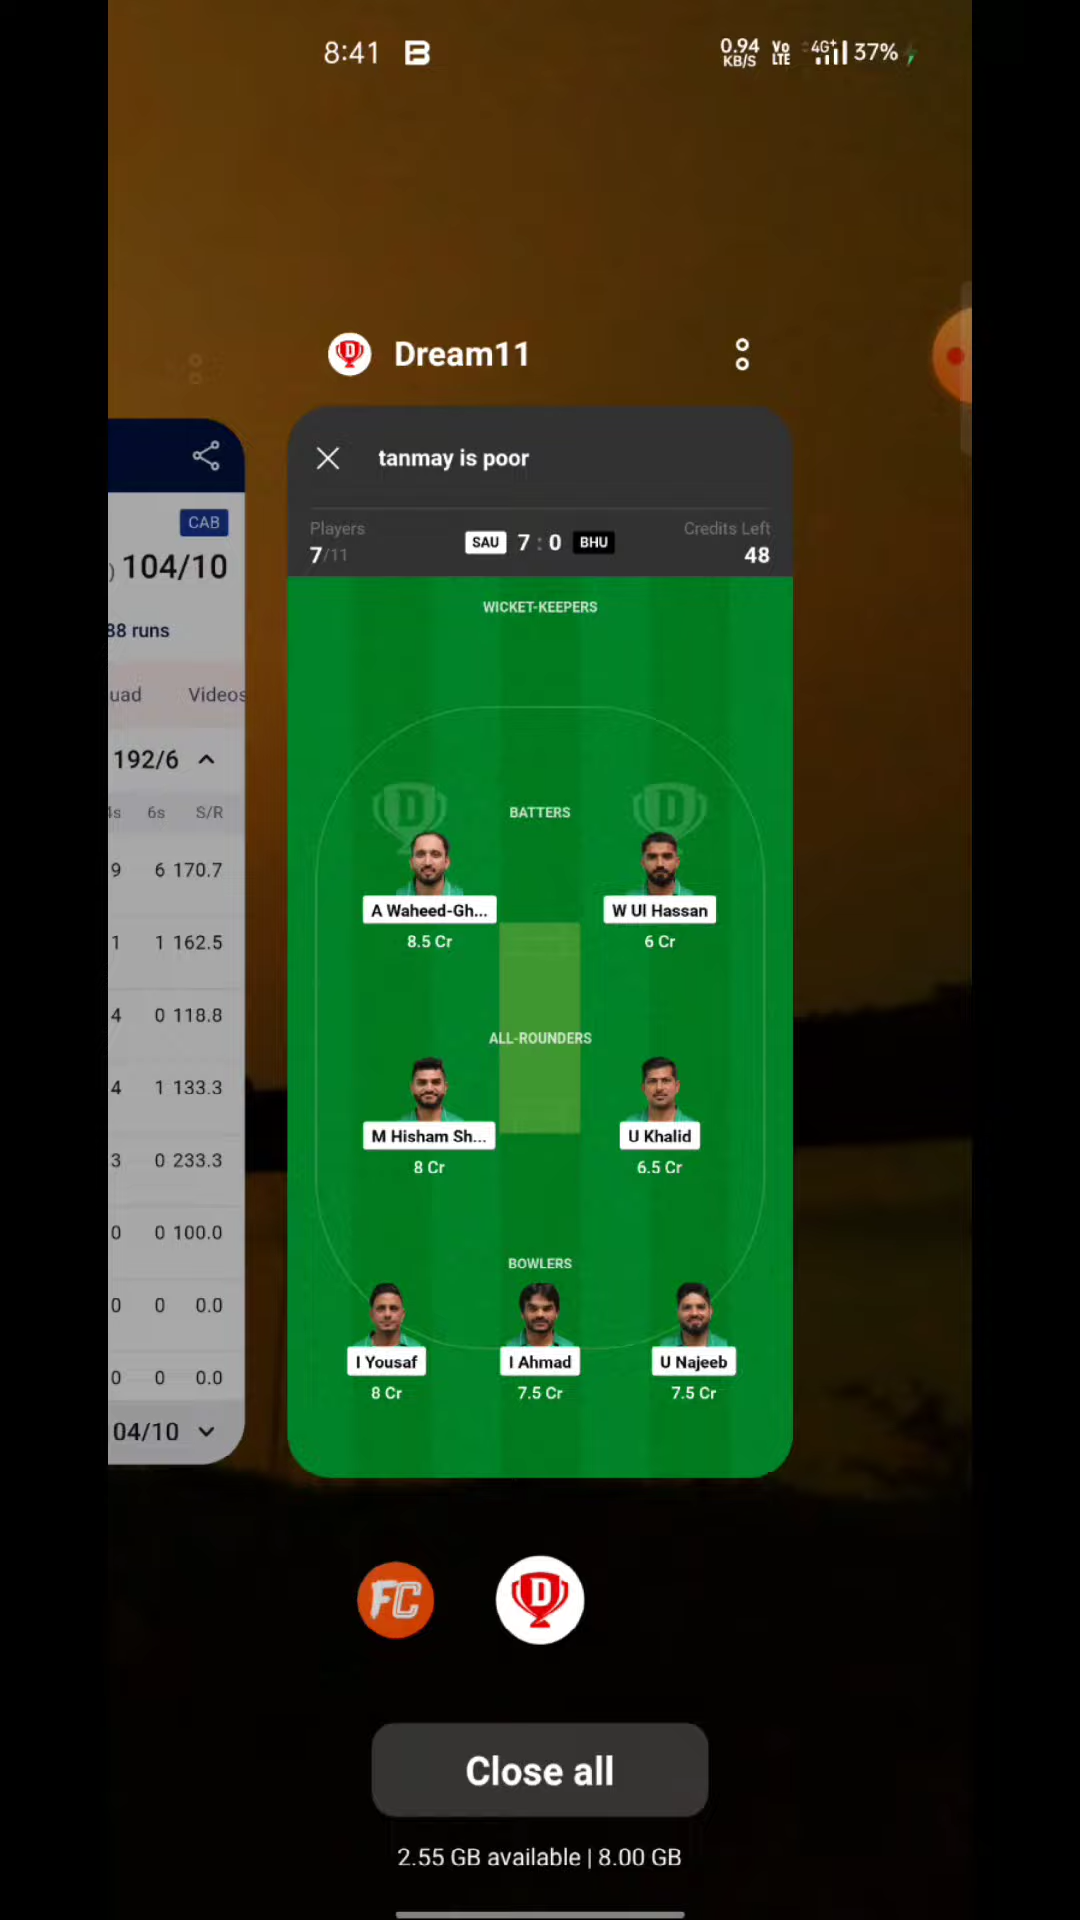 8:41
0.94 KB/S Vo LTE 4G+ 37%
Dream11
tanmay is poor
Players
Credits Left
7/11
SAU 7 : 0 BHU
48
WICKET-KEEPERS
BATTERS
A Waheed-Gh...
W Ul Hassan
8.5 Cr
6 Cr
ALL-ROUNDERS
M Hisham Sh...
U Khalid
8 Cr
6.5 Cr
BOWLERS
I Yousaf
I Ahmad
U Najeeb
8 Cr
7.5 Cr
7.5 Cr
CAB
) 104/10
88 runs
uad Videos
192/6
4s 6s S/R
9 6 170.7
1 1 162.5
4 0 118.8
4 1 133.3
3 0 233.3
0 0 100.0
0 0 0.0
0 0 0.0
04/10
FC
D
Close all
2.55 GB available | 8.00 GB